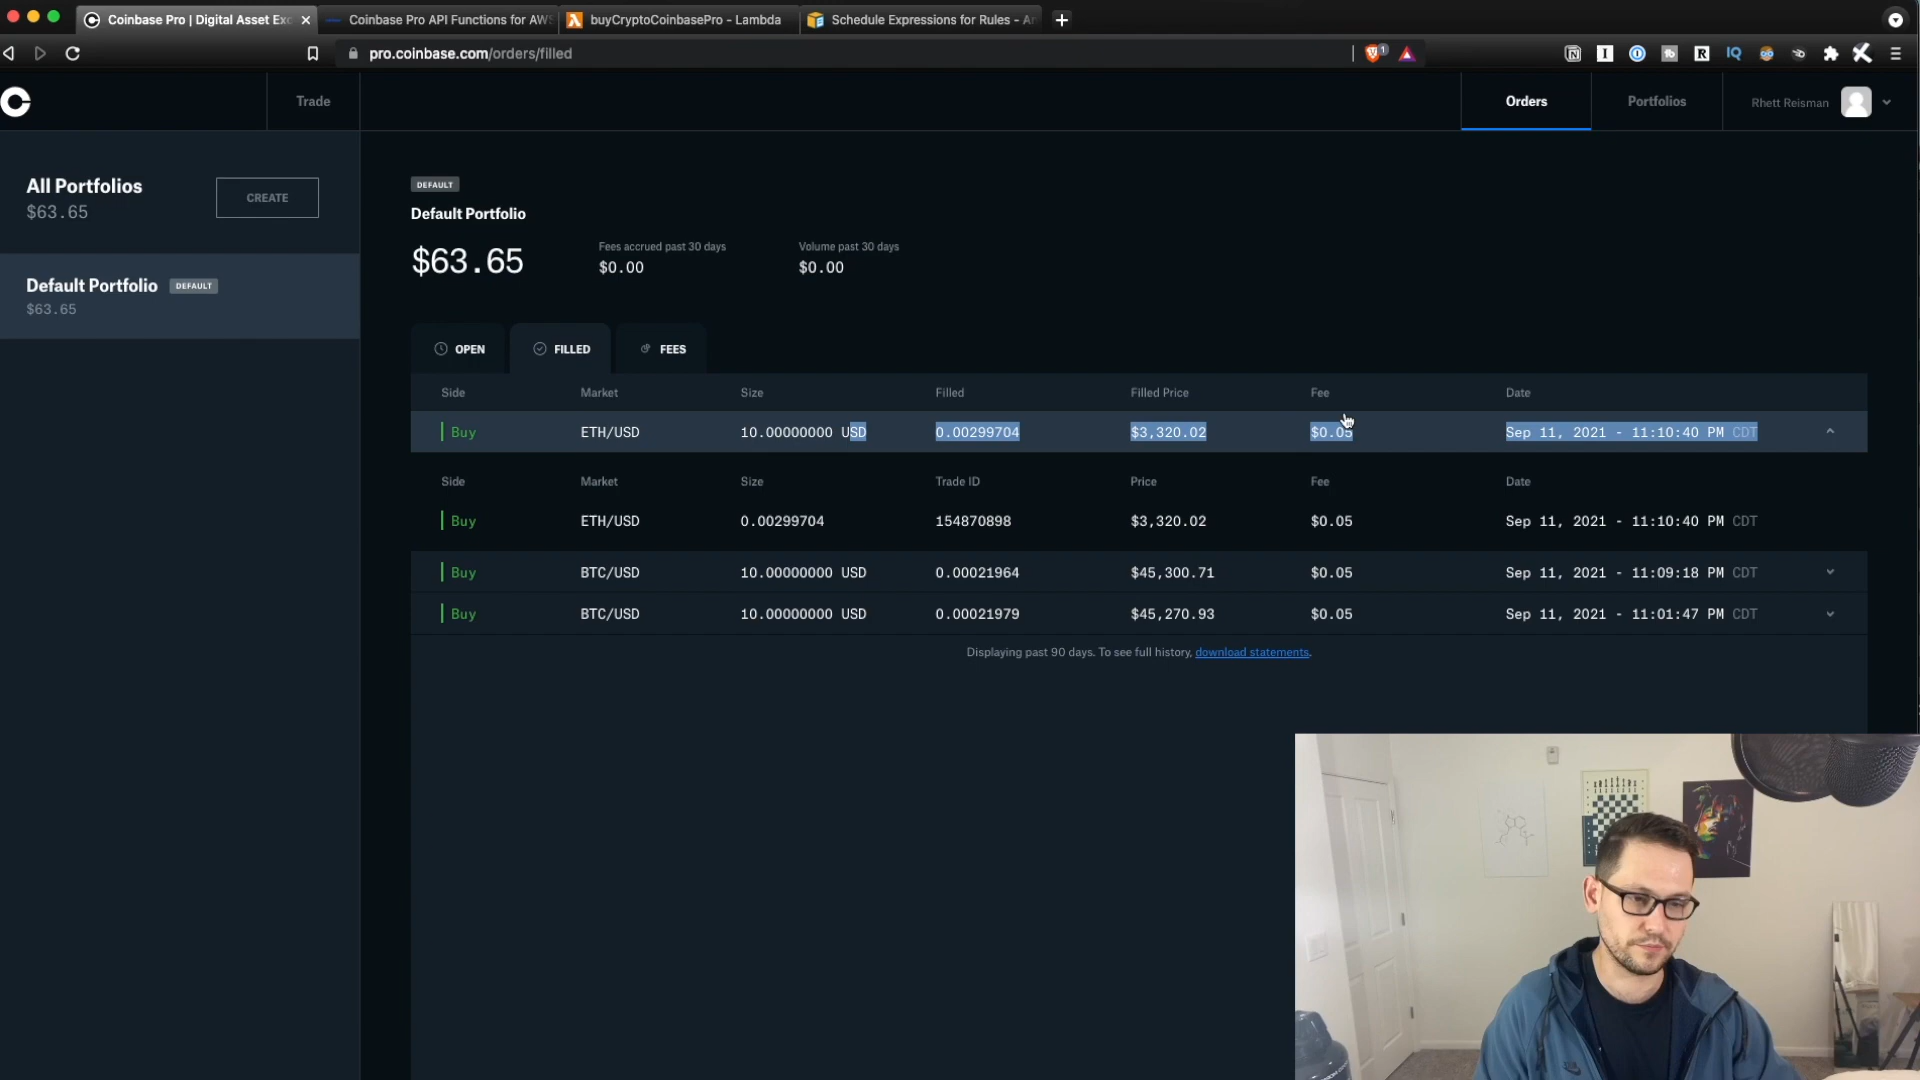 Coinbase Pro | Digital Asset Exc
Coinbase Pro API Functions for AWS
buyCryptoCoinbasePro - Lambda
Schedule Expressions for Rules - A
pro.coinbase.com/orders/filled
1
IQ
Trade
Orders
Portfolios
Rhett Reisman
All Portfolios
$63.65
CREATE
Default Portfolio DEFAULT
$63.65
DEFAULT
Default Portfolio
$63.65
Fees accrued past 30 days
$0.00
Volume past 30 days
$0.00
OPEN FILLED FEES
Side Market Size Filled Filled Price Fee Date
Buy ETH/USD 10.00000000 USD 0.00299704 $3,320.02 $0.05 Sep 11, 2021 - 11:10:40 PM CDT
Side Market Size Trade ID Price Fee Date
Buy ETH/USD 0.00299704 154870898 $3,320.02 $0.05 Sep 11, 2021 - 11:10:40 PM CDT
Buy BTC/USD 10.00000000 USD 0.00021964 $45,300.71 $0.05 Sep 11, 2021 - 11:09:18 PM CDT
Buy BTC/USD 10.00000000 USD 0.00021979 $45,270.93 $0.05 Sep 11, 2021 - 11:01:47 PM CDT
Displaying past 90 days. To see full history, download statements.